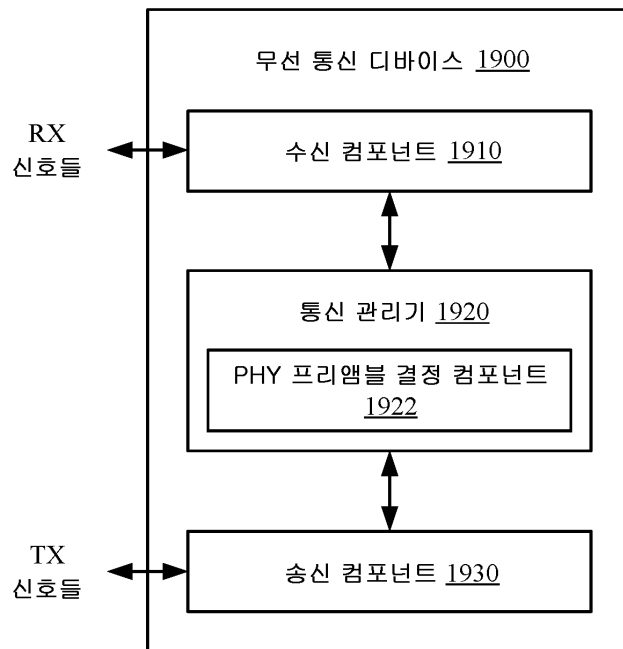 무선 통신 디바이스 1900
RX
신호들
수신 컴포넌트 1910
통신 관리기 1920
PHY 프리앰블 결정 컴포넌트
1922
TX
신호들
송신 컴포넌트 1930